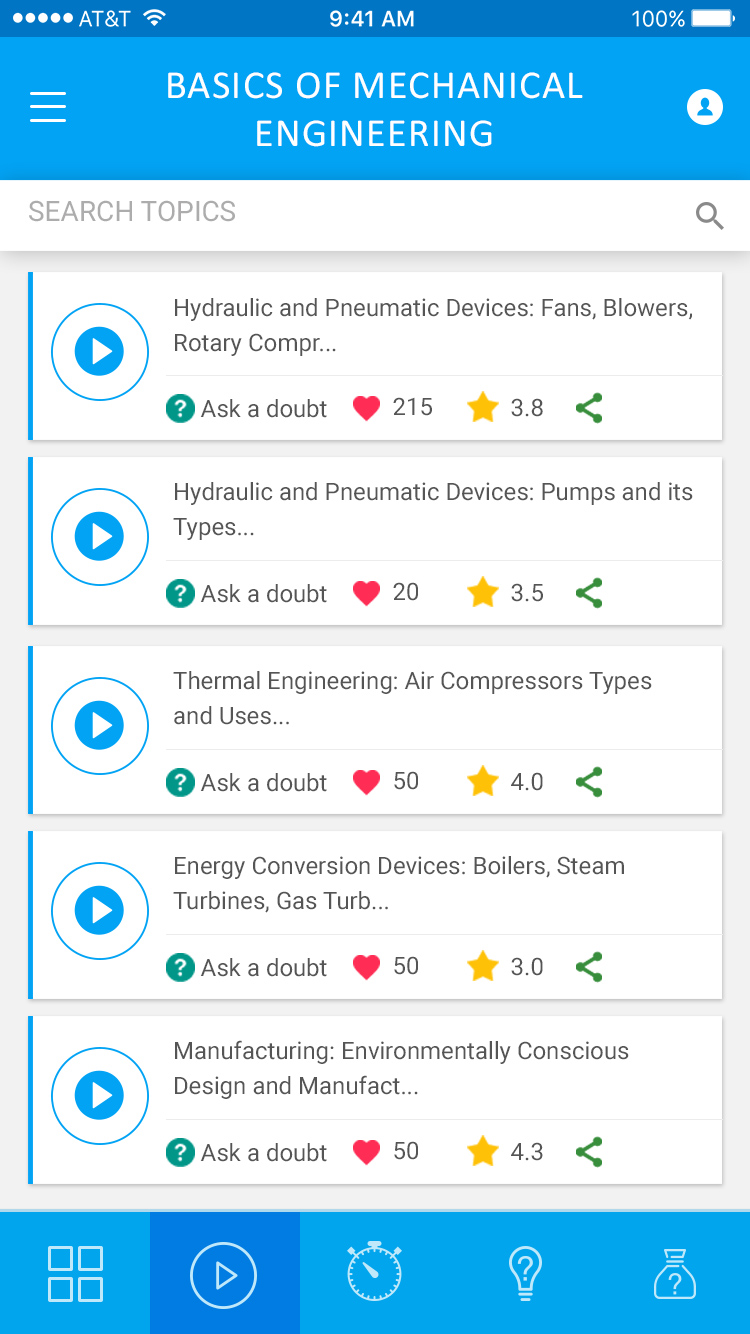 AT&T 9:41 AM 100%
BASICS OF MECHANICAL
ENGINEERING
SEARCH TOPICS
Hydraulic and Pneumatic Devices: Fans, Blowers,
Rotary Compr...
? Ask a doubt 215 3.8
Hydraulic and Pneumatic Devices: Pumps and its
Types...
? Ask a doubt 20 3.5
Thermal Engineering: Air Compressors Types
and Uses...
? Ask a doubt 50 4.0
Energy Conversion Devices: Boilers, Steam
Turbines, Gas Turb...
? Ask a doubt 50 3.0
Manufacturing: Environmentally Conscious
Design and Manufact...
? Ask a doubt 50 4.3
? ?